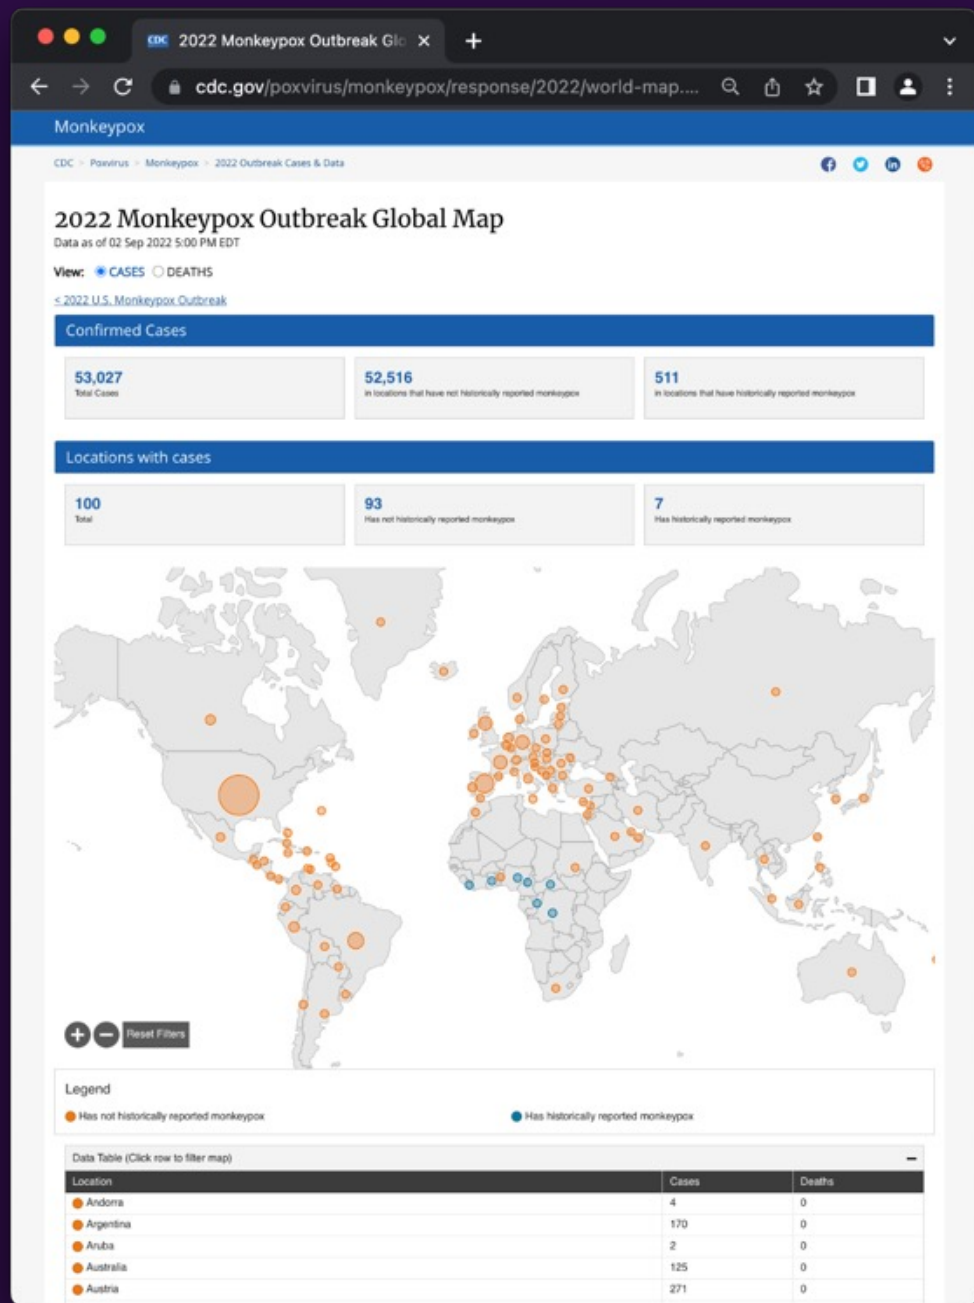 CDC 2022 Monkeypox Outbreak Glo
cdc.gov/poxvirus/monkeypox/response/2022/world-map....
Monkeypox
CDC > Poxvirus > Monkeypox > 2022 Outbreak Cases & Data
2022 Monkeypox Outbreak Global Map
Data as of 02 Sep 2022 5:00 PM EDT
View: CASES DEATHS
< 2022 U.S. Monkeypox Outbreak
Confirmed Cases
53,027 52,516 511
Total Cases in locations that have not historically reported monkeypox in locations that have historically reported monkeypox
Locations with cases
100 93 7
Total Has not historically reported monkeypox Has historically reported monkeypox
Reset Filters
Legend
Has not historically reported monkeypox Has historically reported monkeypox
Data Table (Click row to filter map)
Location Cases Deaths
Andorra 4 0
Argentina 170 0
Aruba 2 0
Australia 125 0
Austria 271 0